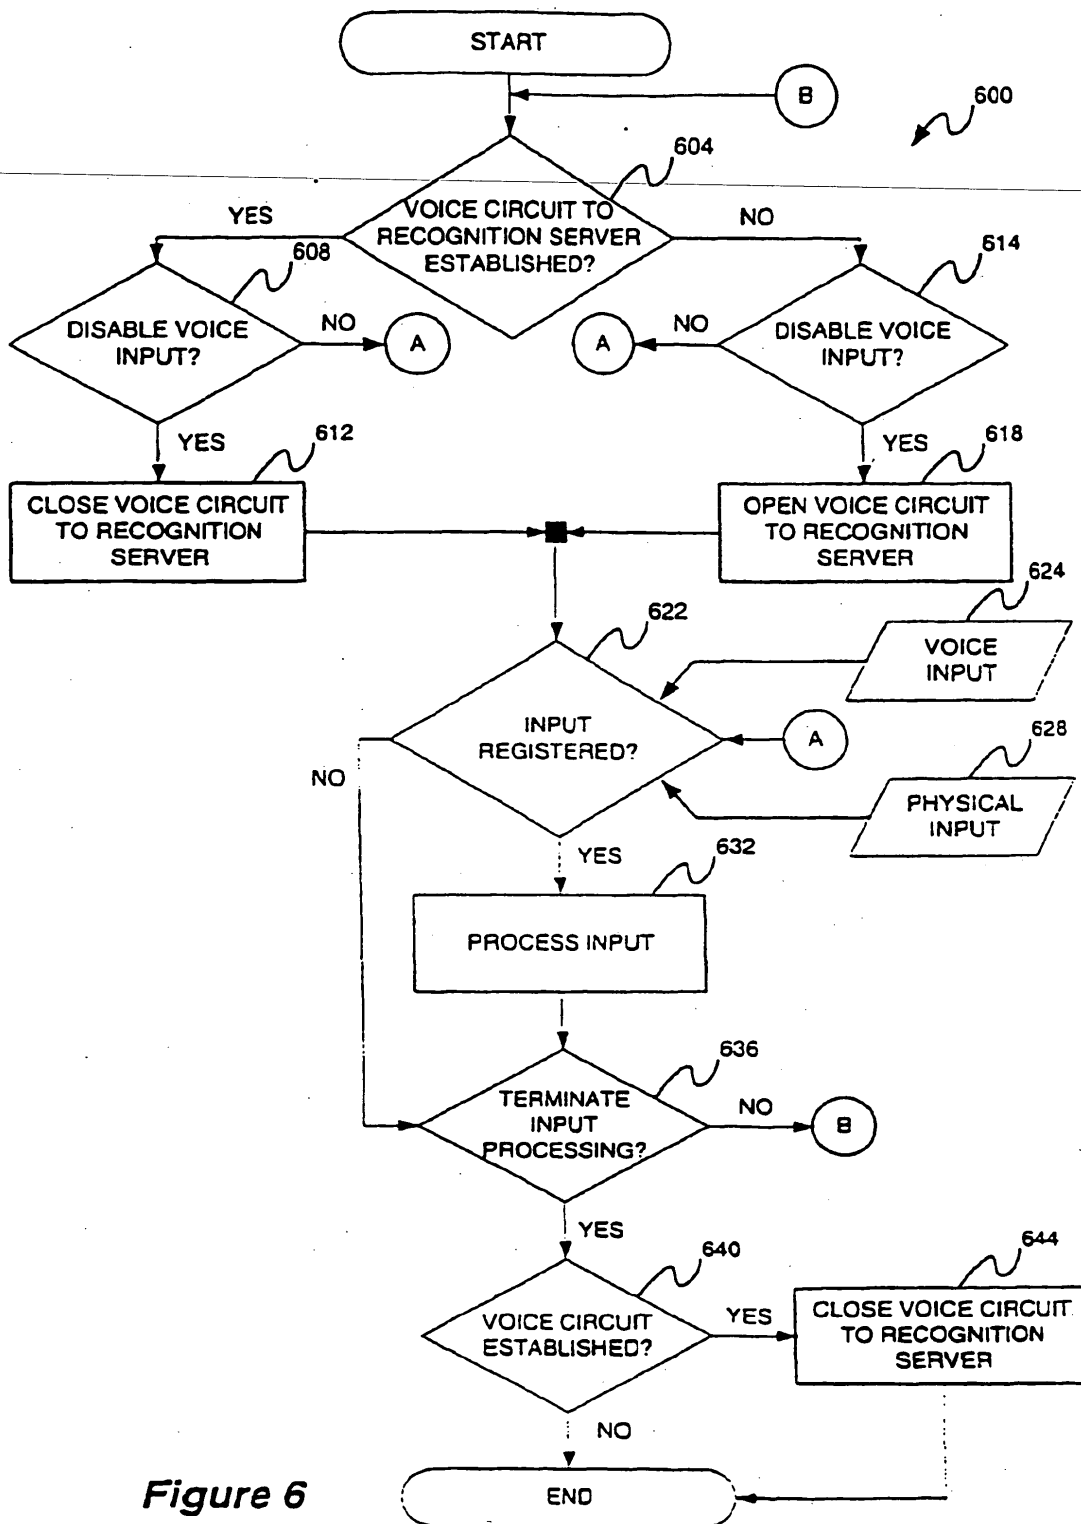 START
B
600
604
VOICE CIRCUIT TO
RECOGNITION SERVER
ESTABLISHED?
YES
NO
608
614
DISABLE VOICE
INPUT?
NO
A
A
NO
DISABLE VOICE
INPUT?
YES
612
YES
618
CLOSE VOICE CIRCUIT
TO RECOGNITION
SERVER
OPEN VOICE CIRCUIT
TO RECOGNITION
SERVER
624
622
VOICE
INPUT
INPUT
REGISTERED?
A
628
NO
PHYSICAL
INPUT
YES
632
PROCESS INPUT
636
TERMINATE
INPUT
PROCESSING?
NO
B
YES
640
644
VOICE CIRCUIT
ESTABLISHED?
YES
CLOSE VOICE CIRCUIT
TO RECOGNITION
SERVER
NO
END
Figure 6